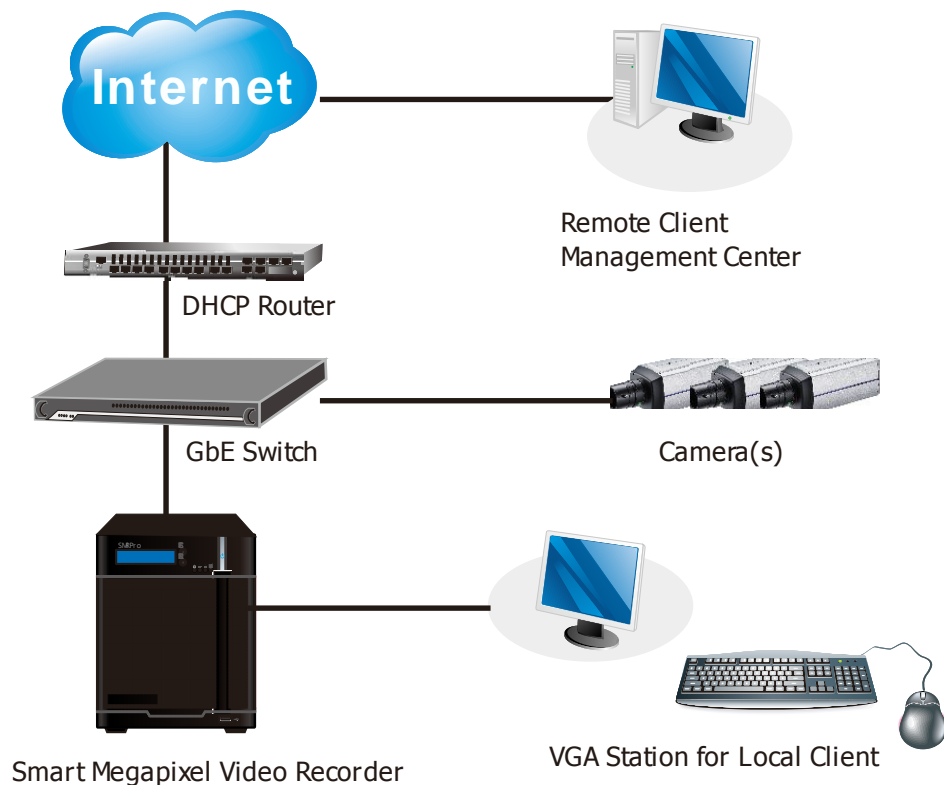 Internet
Remote Client
Management Center
DHCP Router
GbE Switch
Camera(s)
VGA Station for Local Client
Smart Megapixel Video Recorder